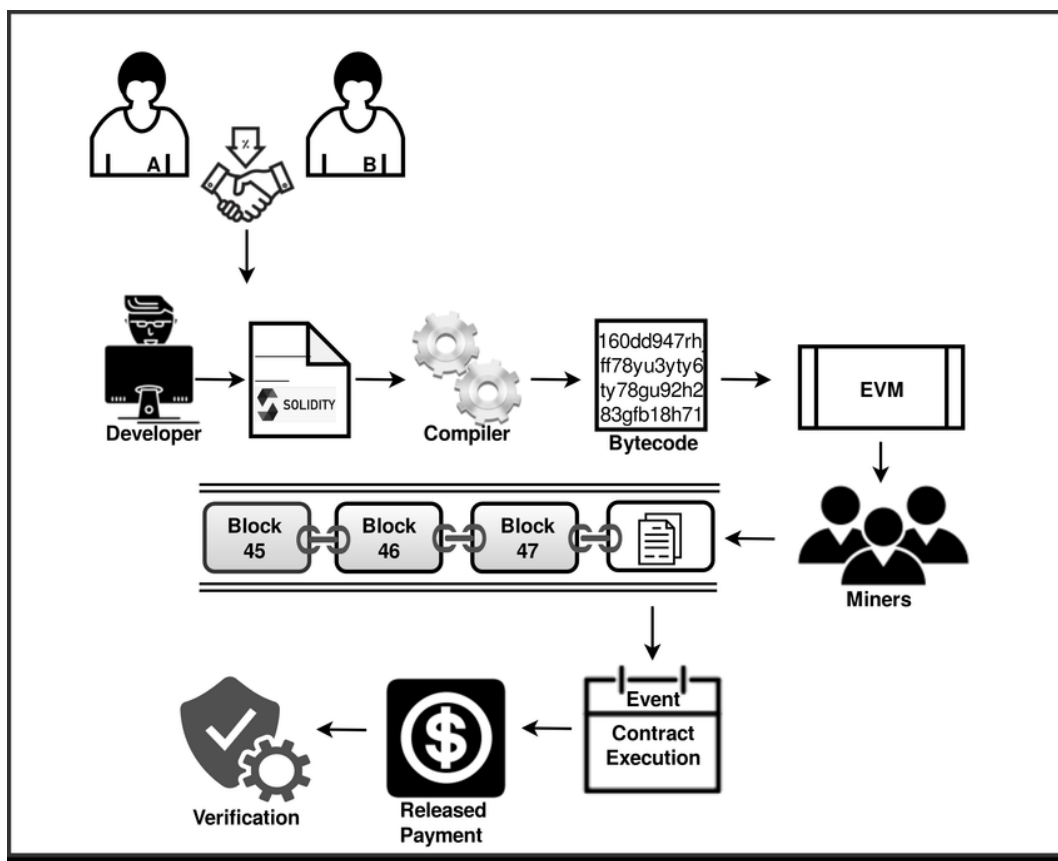 A
B
%
SOLIDITY
160dd947rh
ff78yu3yty6
ty78gu92h2
83gfb18h71
EVM
Developer
Compiler
Bytecode
Block
45
Block
46
Block
47
Miners
Event
Contract
Execution
Verification
Released
Payment